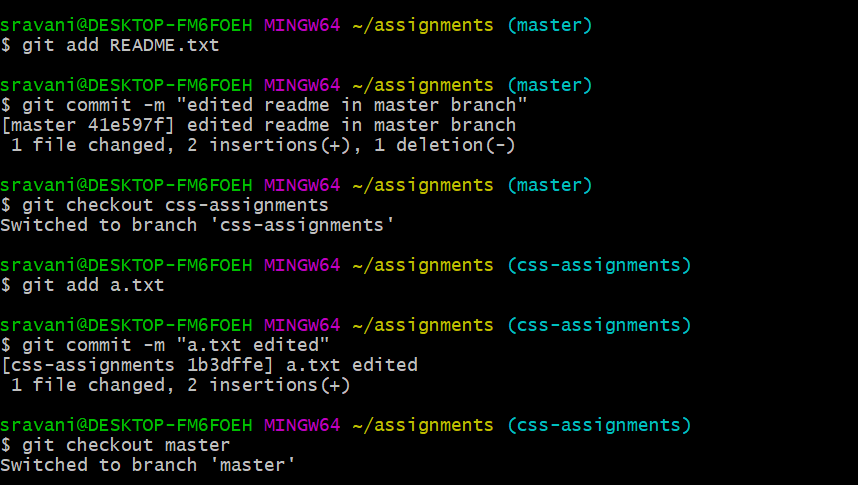 sravani@DESKTOP-FM6FOEH MINGW64 ~/assignments (master)
$ git add README.txt
sravani@DESKTOP-FM6FOEH MINGW64 ~/assignments (master)
$ git commit -m "edited readme in master branch"
[master 41e597f] edited readme in master branch
 1 file changed, 2 insertions(+), 1 deletion(-)
sravani@DESKTOP-FM6FOEH MINGW64 ~/assignments (master)
$ git checkout css-assignments
Switched to branch 'css-assignments'
sravani@DESKTOP-FM6FOEH MINGW64 ~/assignments (css-assignments)
$ git add a.txt
sravani@DESKTOP-FM6FOEH MINGW64 ~/assignments (css-assignments)
$ git commit -m "a.txt edited"
[css-assignments 1b3dffe] a.txt edited
 1 file changed, 2 insertions(+)
sravani@DESKTOP-FM6FOEH MINGW64 ~/assignments (css-assignments)
$ git checkout master
Switched to branch 'master'